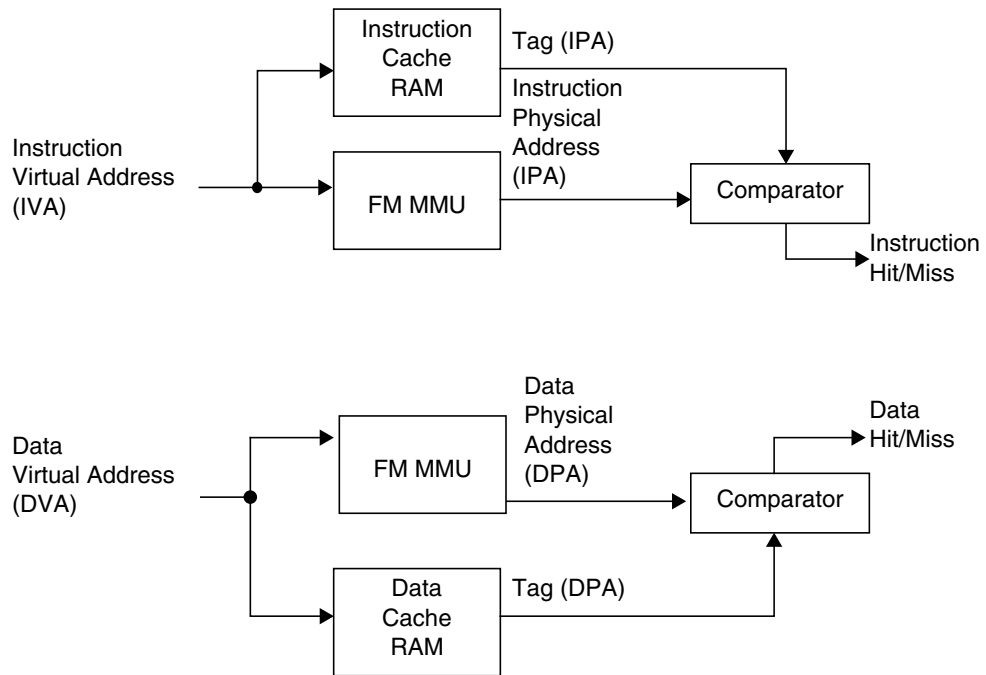 Instruction
Cache
RAM
Tag (IPA)
Instruction
Physical
Address
(IPA)
Instruction
Virtual Address
(IVA)
FM MMU
Comparator
Instruction
Hit/Miss
Data
Virtual Address
(DVA)
FM MMU
Data
Physical
Address
(DPA)
Data
Hit/Miss
Comparator
Data
Cache
RAM
Tag (DPA)